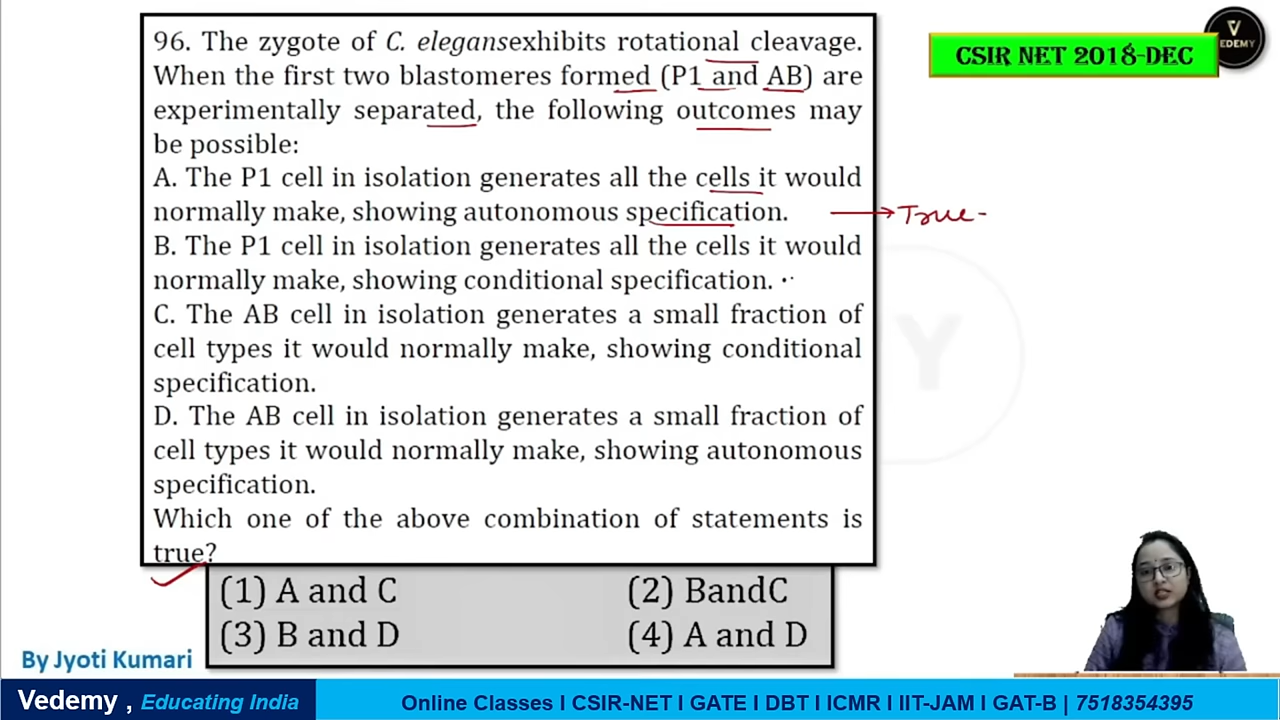 96. The zygote of C. elegansexhibits rotational cleavage.
When the first two blastomeres formed (P1 and AB) are
experimentally separated, the following outcomes may
be possible:
A. The P1 cell in isolation generates all the cells it would
normally make, showing autonomous specification.
B. The P1 cell in isolation generates all the cells it would
normally make, showing conditional specification.
C. The AB cell in isolation generates a small fraction of
cell types it would normally make, showing conditional
specification.
D. The AB cell in isolation generates a small fraction of
cell types it would normally make, showing autonomous
specification.
Which one of the above combination of statements is
true?
(1) A and C
(2) BandC
(3) B and D
(4) A and D
True
CSIR NET 2018-DEC
V
VEDEMY
Y
By Jyoti Kumari
Vedemy , Educating India
Online Classes I CSIR-NET I GATE I DBT I ICMR I IIT-JAM I GAT-B | 7518354395